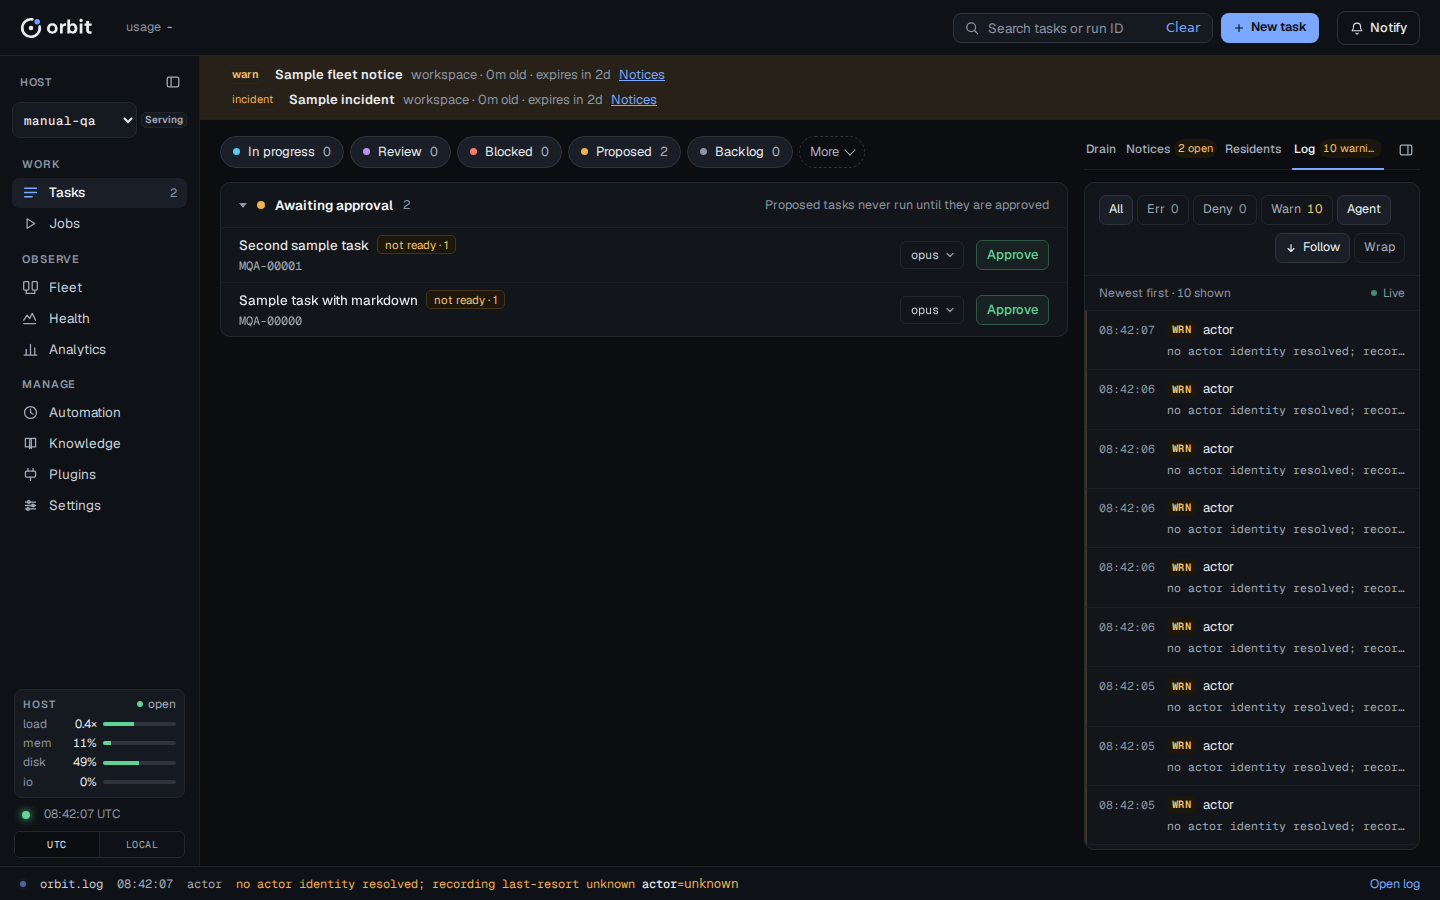 orbit
usage -
Search tasks or run ID
Clear
+ New task
Notify
HOST
manual-qa
Serving
WORK
Tasks 2
Jobs
OBSERVE
Fleet
Health
Analytics
MANAGE
Automation
Knowledge
Plugins
Settings
HOST open
load 0.4×
mem 11%
disk 49%
io 0%
08:42:07 UTC
UTC LOCAL
warn Sample fleet notice workspace · 0m old · expires in 2d Notices
incident Sample incident workspace · 0m old · expires in 2d Notices
In progress 0
Review 0
Blocked 0
Proposed 2
Backlog 0
More
Awaiting approval 2
Proposed tasks never run until they are approved
Second sample task not ready · 1
MQA-00001
opus
Approve
Sample task with markdown not ready · 1
MQA-00000
opus
Approve
Drain
Notices 2 open
Residents
Log 10 warni…
All
Err 0
Deny 0
Warn 10
Agent
↓ Follow
Wrap
Newest first · 10 shown
Live
08:42:07 WRN actor
no actor identity resolved; recor…
08:42:06 WRN actor
no actor identity resolved; recor…
08:42:06 WRN actor
no actor identity resolved; recor…
08:42:06 WRN actor
no actor identity resolved; recor…
08:42:06 WRN actor
no actor identity resolved; recor…
08:42:06 WRN actor
no actor identity resolved; recor…
08:42:05 WRN actor
no actor identity resolved; recor…
08:42:05 WRN actor
no actor identity resolved; recor…
08:42:05 WRN actor
no actor identity resolved; recor…
orbit.log 08:42:07 actor no actor identity resolved; recording last-resort unknown actor=unknown
Open log